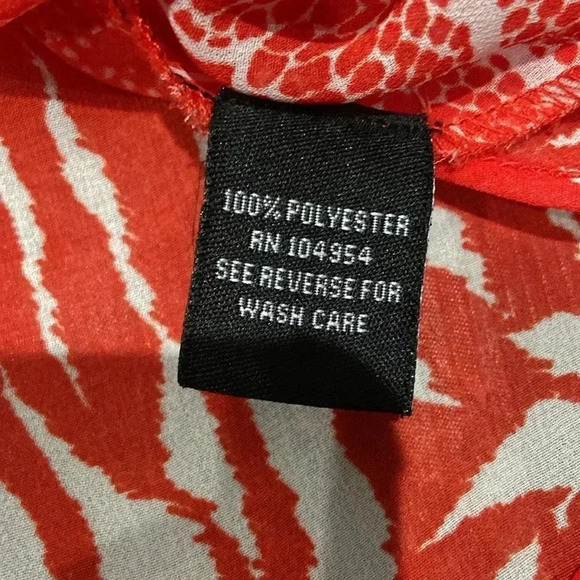 100% POLYESTER
RN 104954
SEE REVERSE FOR
WASH CARE